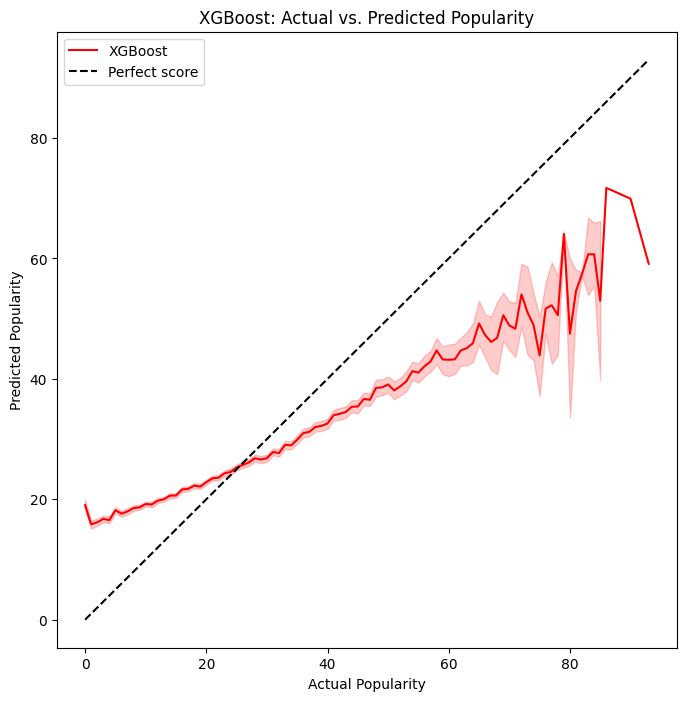 XGBoost: Actual vs. Predicted Popularity
XGBoost
Perfect score
80
60
40
20
0
Predicted Popularity
0 20 40 60 80
Actual Popularity